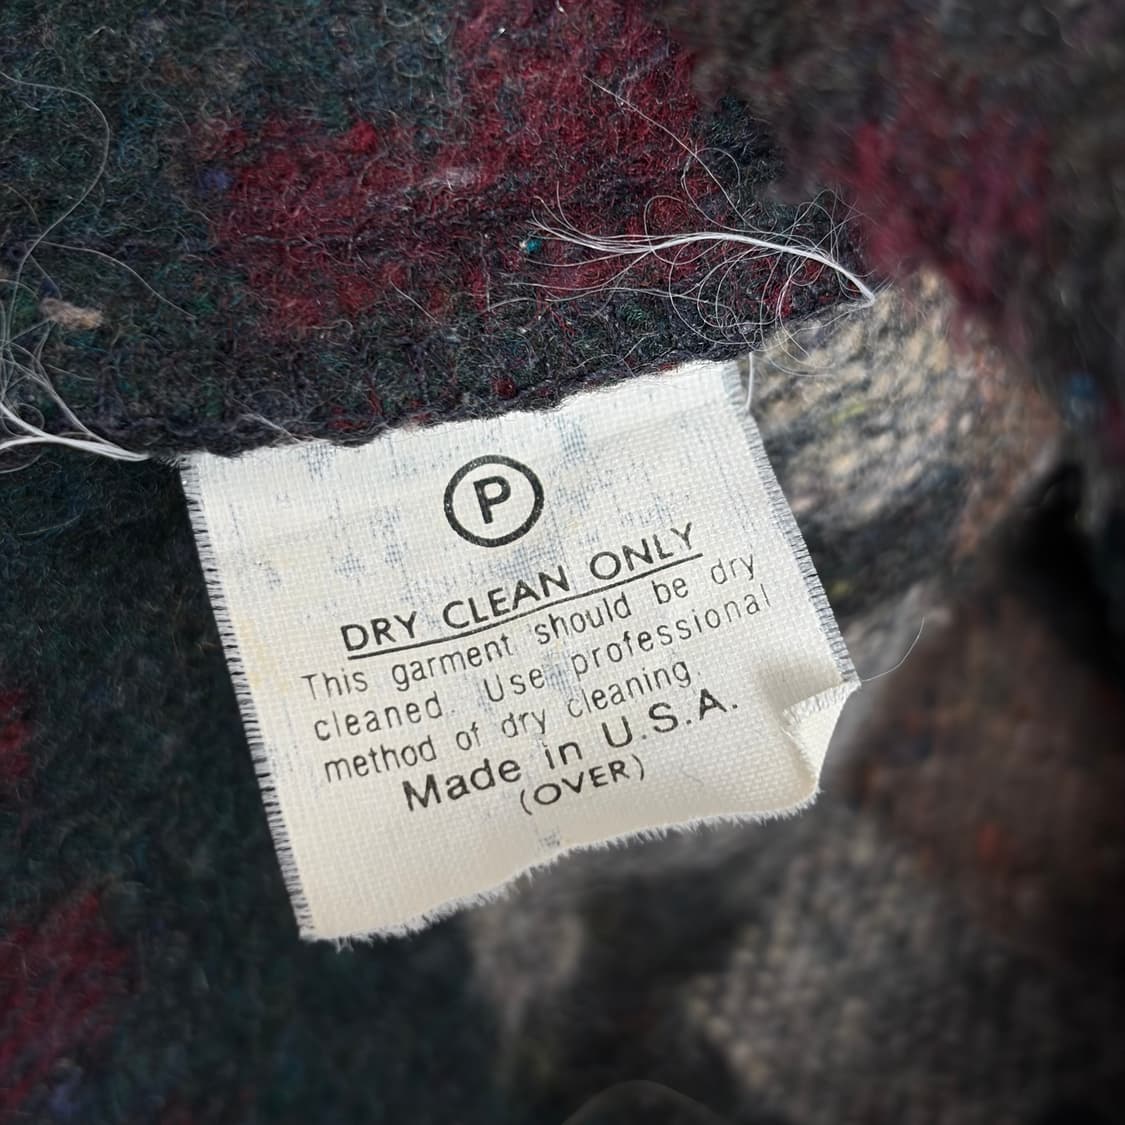 P
DRY CLEAN ONLY
This garment should be dry
cleaned. Use professional
method of dry cleaning
Made in U.S.A.
(OVER)